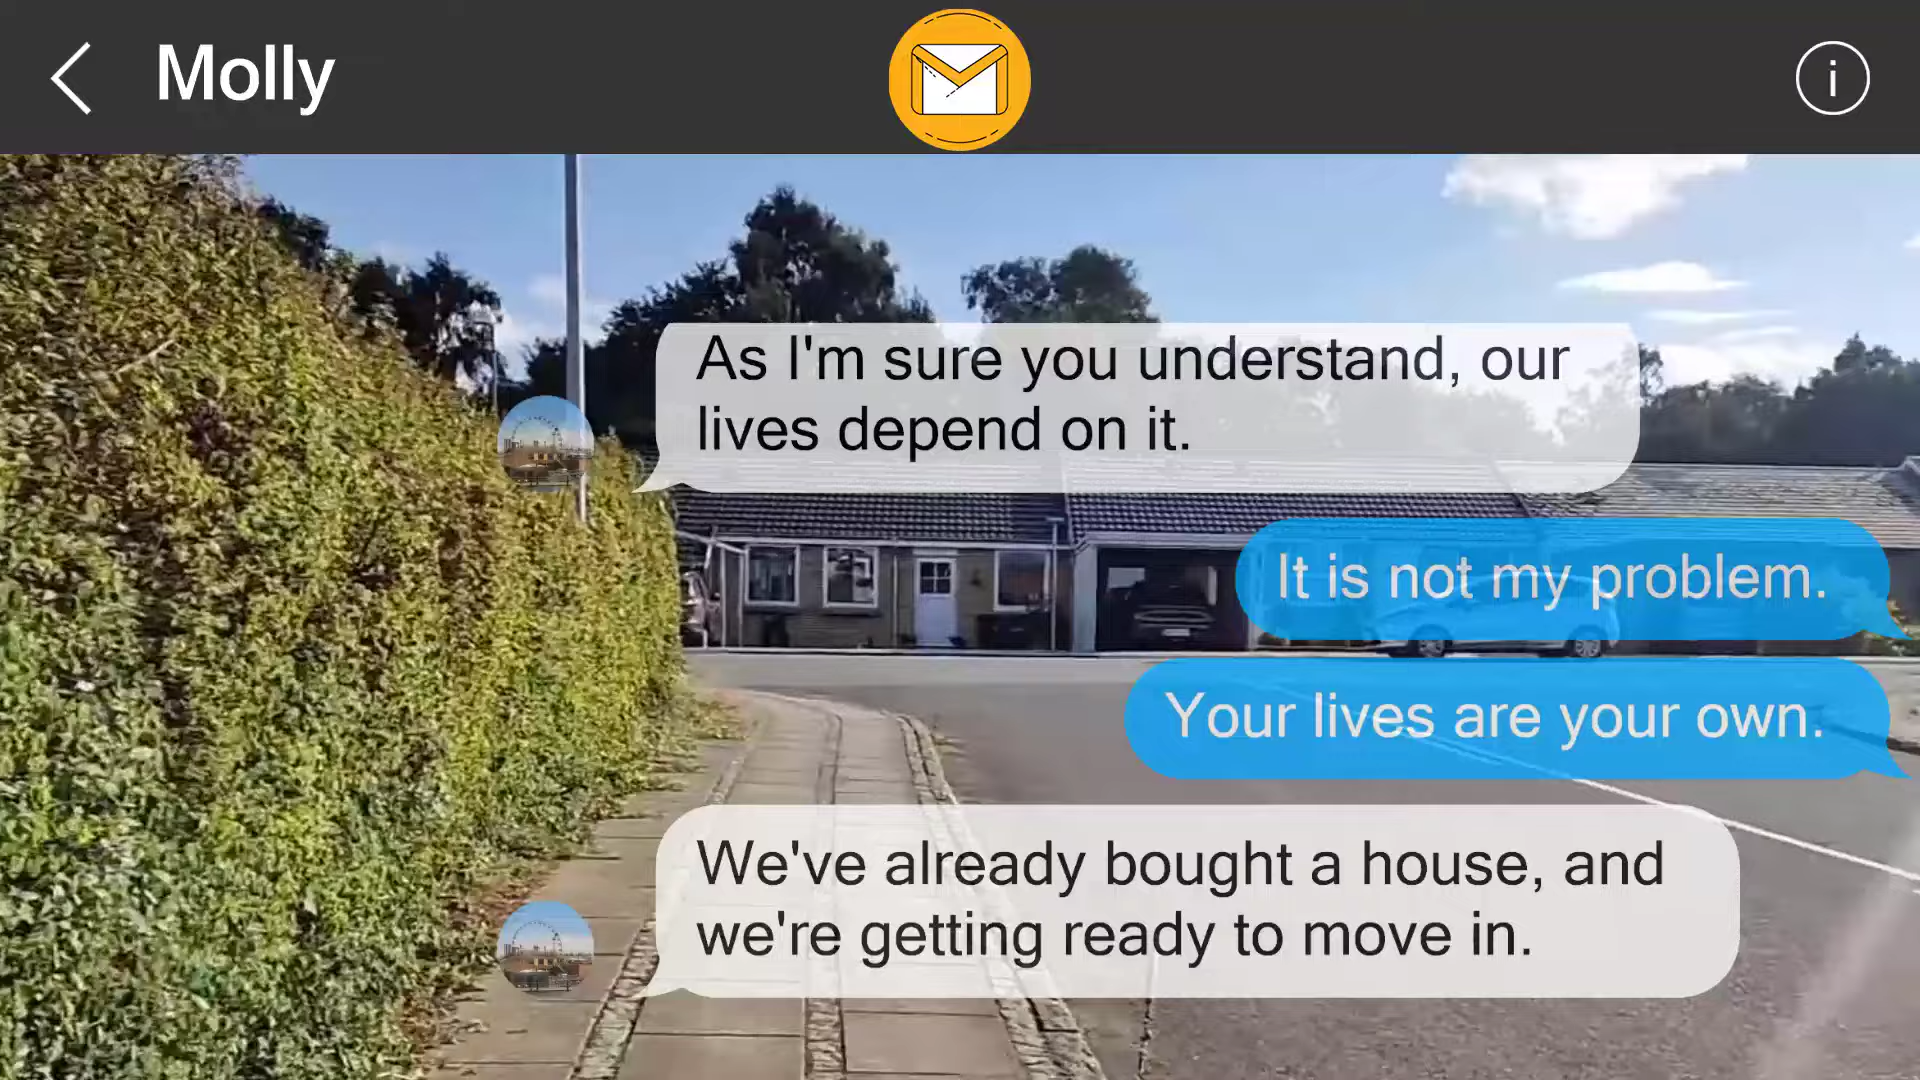 Molly
As I'm sure you understand, our
lives depend on it.
It is not my problem.
Your lives are your own.
We've already bought a house, and
we're getting ready to move in.